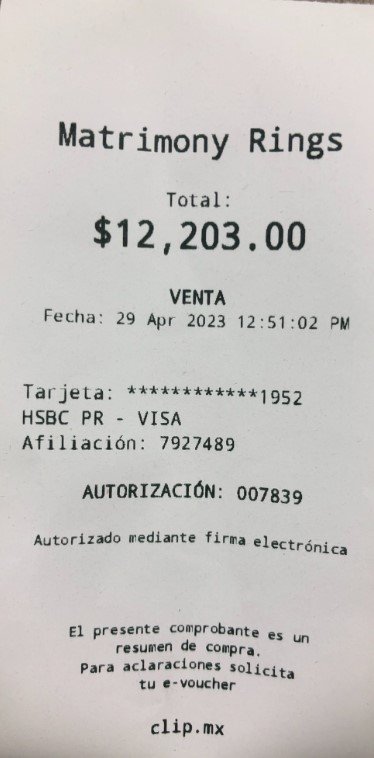 Matrimony Rings
Total:
$12,203.00
VENTA
Fecha: 29 Apr 2023 12:51:02 PM
Tarjeta: ************1952
HSBC PR - VISA
Afiliación: 7927489
AUTORIZACIÓN: 007839
Autorizado mediante firma electrónica
El presente comprobante es un
resumen de compra.
Para aclaraciones solicita
tu e-voucher
clip.mx